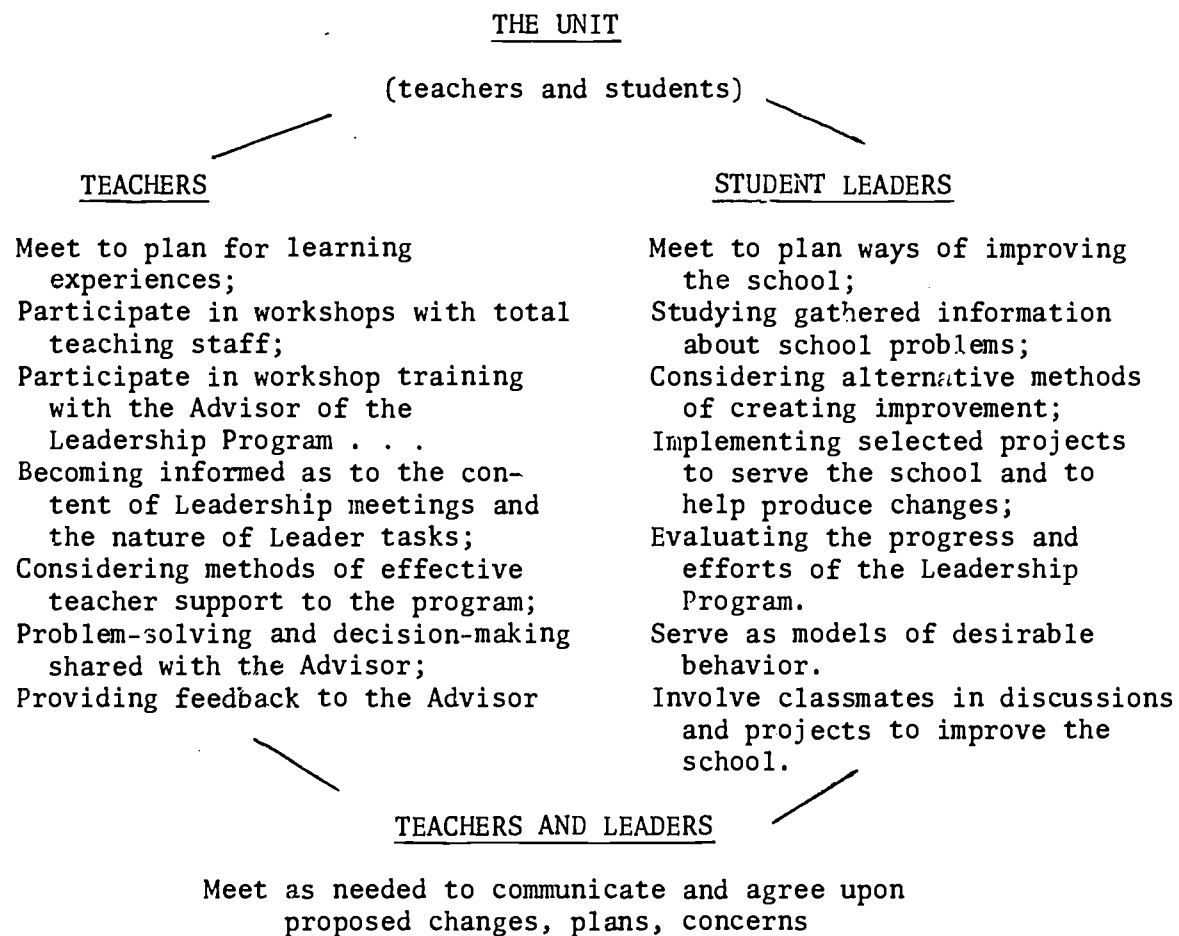 THE UNIT
(teachers and students)
TEACHERS
Meet to plan for learning
experiences;
Participate in workshops with total
teaching staff;
Participate in workshop training
with the Advisor of the
Leadership Program . . .
Becoming informed as to the con-
tent of Leadership meetings and
the nature of Leader tasks;
Considering methods of effective
teacher support to the program;
Problem-solving and decision-making
shared with the Advisor;
Providing feedback to the Advisor
STUDENT LEADERS
Meet to plan ways of improving
the school;
Studying gathered information
about school problems;
Considering alternative methods
of creating improvement;
Implementing selected projects
to serve the school and to
help produce changes;
Evaluating the progress and
efforts of the Leadership
Program.
Serve as models of desirable
behavior.
Involve classmates in discussions
and projects to improve the
school.
TEACHERS AND LEADERS
Meet as needed to communicate and agree upon
proposed changes, plans, concerns